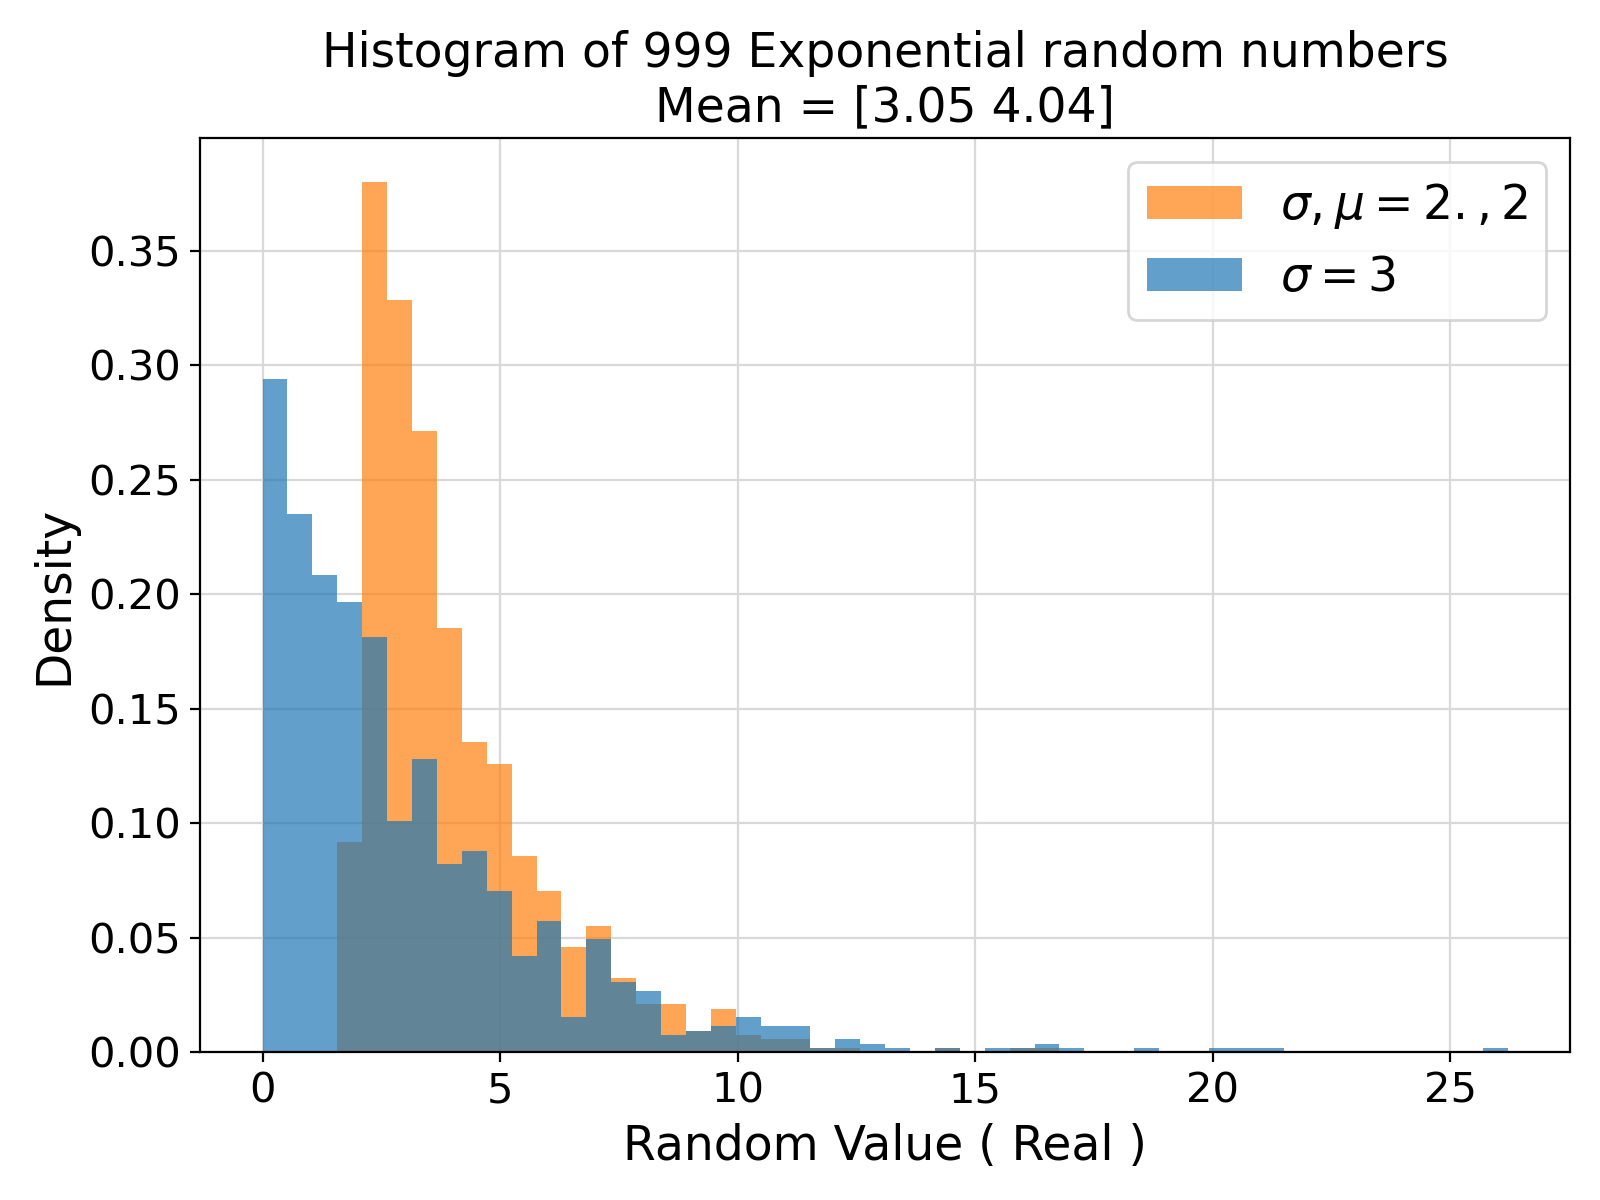 Histogram of 999 Exponential random numbers
Mean = [3.05 4.04]
σ, μ = 2. , 2
σ = 3
Density
0.35
0.30
0.25
0.20
0.15
0.10
0.05
0.00
0 5 10 15 20 25
Random Value ( Real )